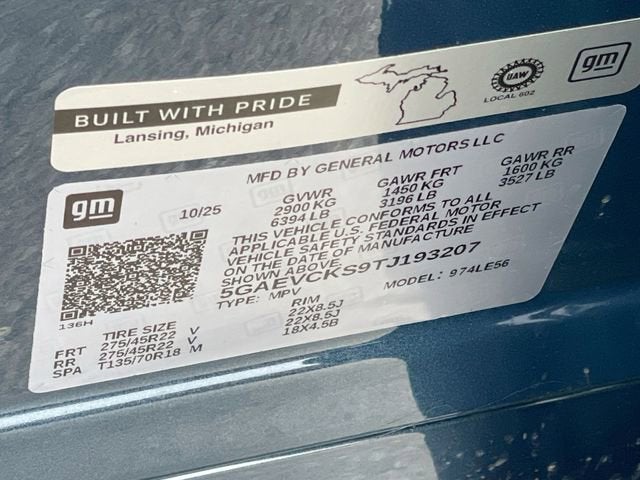 BUILT WITH PRIDE
Lansing, Michigan
UAW
LOCAL 602
gm
gm
MFD BY GENERAL MOTORS LLC
10/25
GVWR GAWR FRT GAWR RR
2900 KG 1450 KG 1600 KG
6394 LB 3196 LB 3527 LB
THIS VEHICLE CONFORMS TO ALL
APPLICABLE U.S. FEDERAL MOTOR
VEHICLE SAFETY STANDARDS IN EFFECT
ON THE DATE OF MANUFACTURE
SHOWN ABOVE.
5GAEVCKS9TJ193207
TYPE: MPV MODEL: 974LE56
136H
TIRE SIZE RIM
FRT 275/45R22 V 22X8.5J
RR 275/45R22 V 22X8.5J
SPA T135/70R18 M 18X4.5B